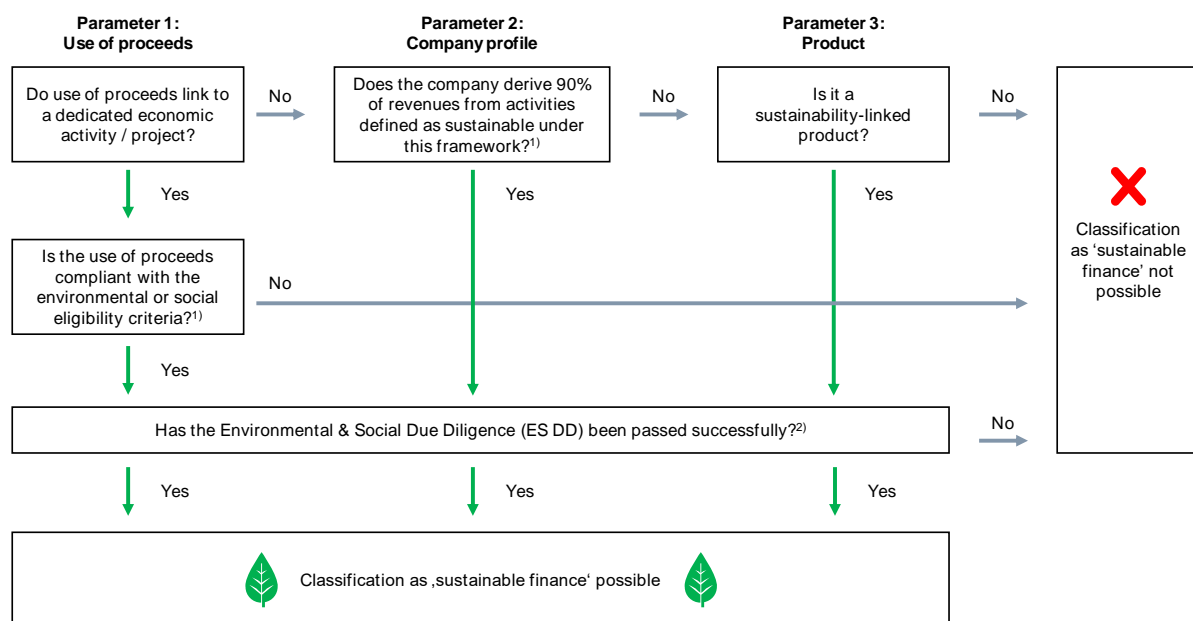 Parameter 1:
Use of proceeds
Parameter 2:
Company profile
Parameter 3:
Product
Do use of proceeds link to
a dedicated economic
activity / project?
No
Does the company derive 90%
of revenues from activities
defined as sustainable under
this framework?1)
No
Is it a
sustainability-linked
product?
No
Yes
Yes
Yes
Classification
as ‘sustainable
finance’ not
possible
Is the use of proceeds
compliant with the
environmental or social
eligibility criteria?1)
No
Yes
Has the Environmental & Social Due Diligence (ES DD) been passed successfully?2)
No
Yes
Yes
Yes
Classification as ‚sustainable finance‘ possible